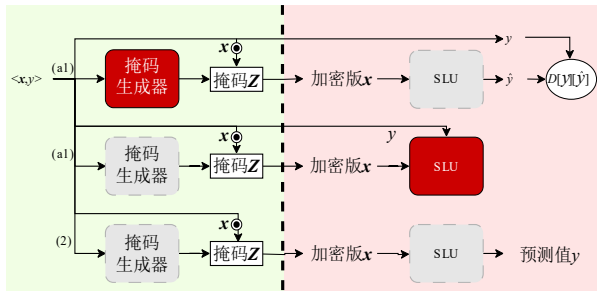 x y
(a1) 掩码
生成器 掩码Z 加密版x SLU ŷ D[y][ŷ]
<x,y>
x y
(a1) 掩码
生成器 掩码Z 加密版x SLU
x
(2) 掩码
生成器 掩码Z 加密版x SLU 预测值y